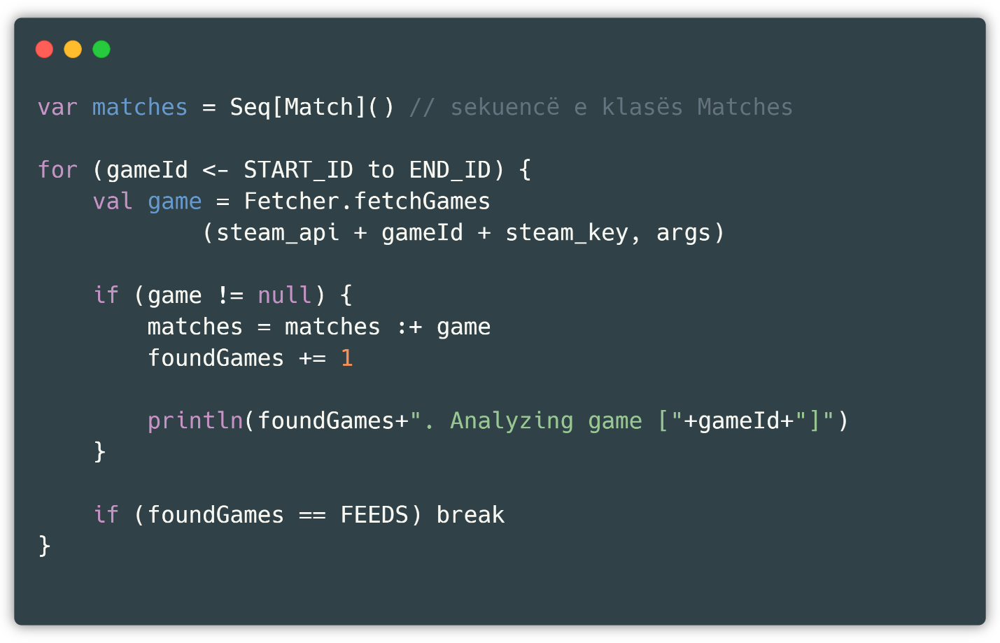 var matches = Seq[Match]() // sekuencë e klasës Matches
for (gameId <- START_ID to END_ID) {
val game = Fetcher.fetchGames
(steam_api + gameId + steam_key, args)
if (game != null) {
matches = matches :+ game
foundGames += 1
println(foundGames+". Analyzing game ["+gameId+"]")
}
if (foundGames == FEEDS) break
}